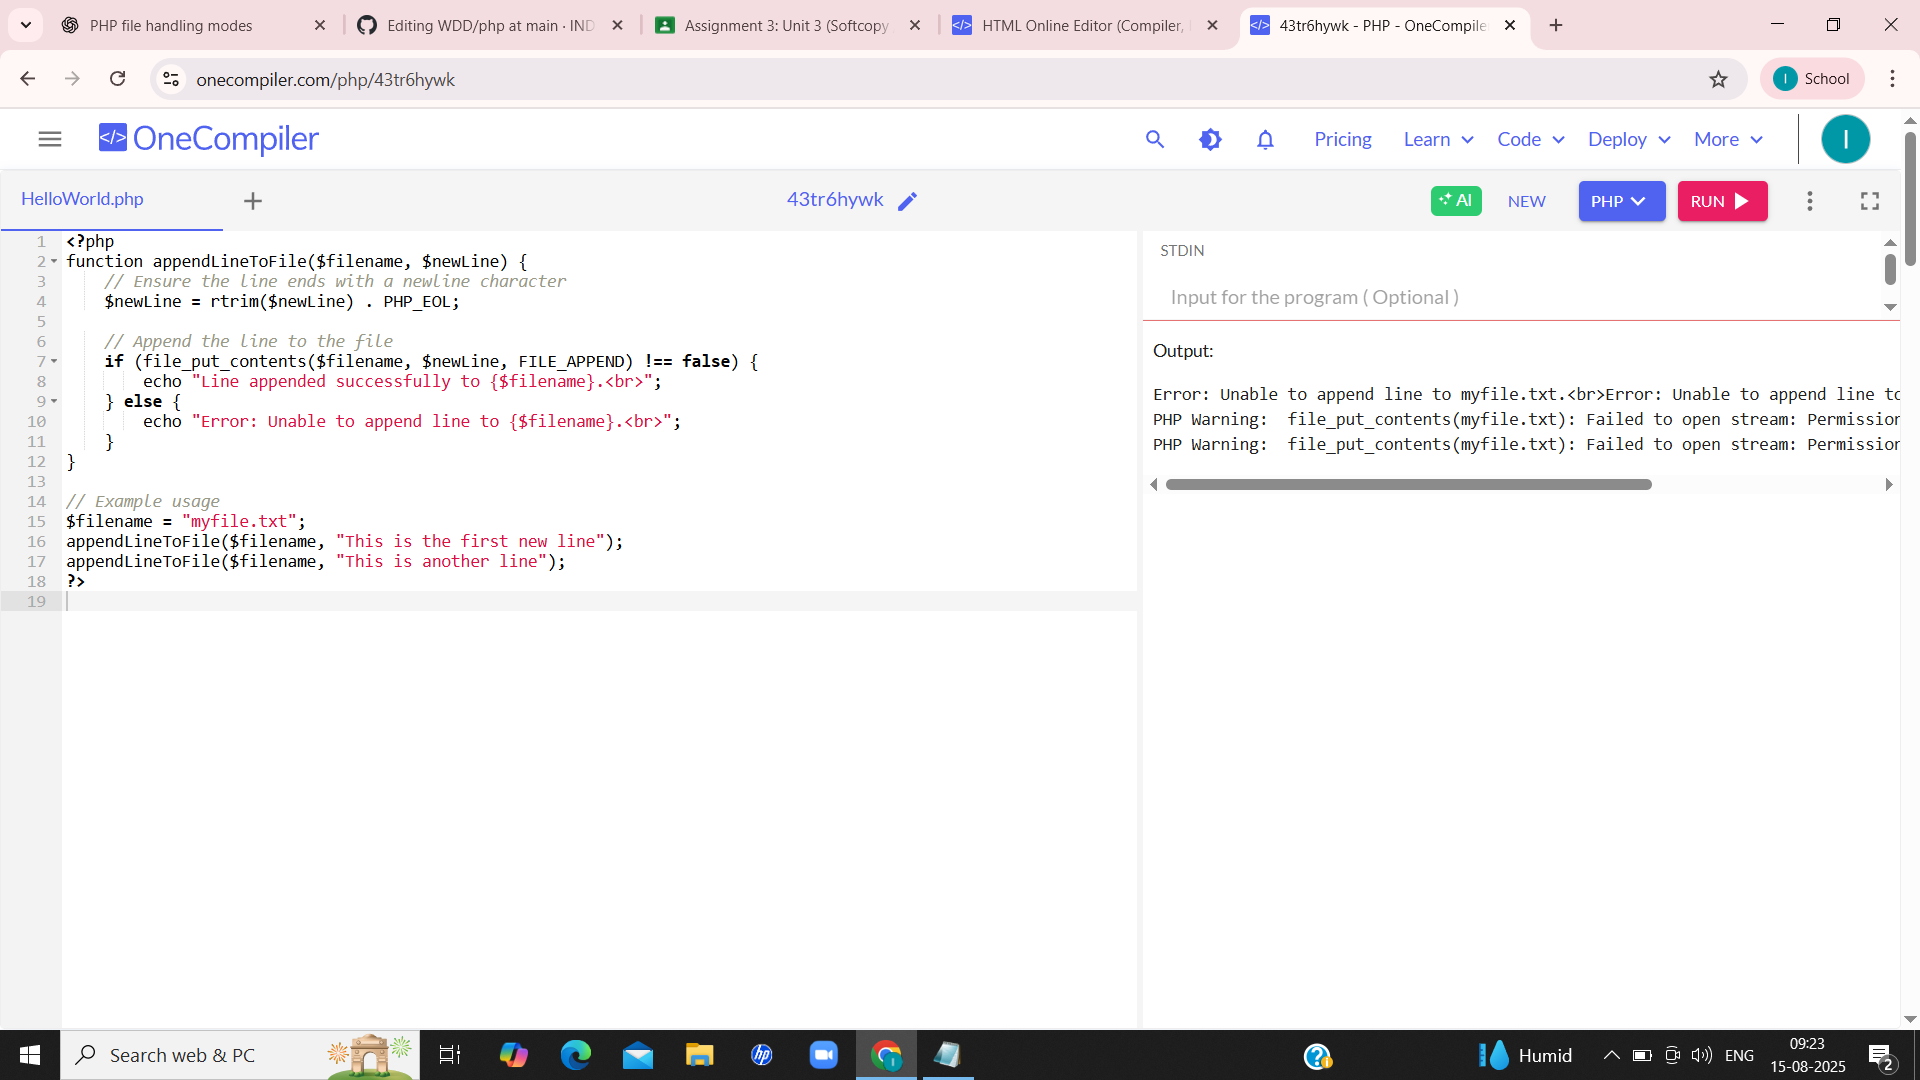 PHP file handling modes
Editing WDD/php at main · IND
Assignment 3: Unit 3 (Softcopy
HTML Online Editor (Compiler,
43tr6hywk - PHP - OneCompile
onecompiler.com/php/43tr6hywk
I
School
OneCompiler
Pricing
Learn
Code
Deploy
More
I
HelloWorld.php
43tr6hywk
AI
NEW
PHP
RUN
1 <?php
2 function appendLineToFile($filename, $newLine) {
3 // Ensure the line ends with a newline character
4 $newLine = rtrim($newLine) . PHP_EOL;
5
6 // Append the line to the file
7 if (file_put_contents($filename, $newLine, FILE_APPEND) !== false) {
8 echo "Line appended successfully to {$filename}.<br>";
9 } else {
10 echo "Error: Unable to append line to {$filename}.<br>";
11 }
12 }
13
14 // Example usage
15 $filename = "myfile.txt";
16 appendLineToFile($filename, "This is the first new line");
17 appendLineToFile($filename, "This is another line");
18 ?>
19
STDIN
Input for the program ( Optional )
Output:
Error: Unable to append line to myfile.txt.<br>Error: Unable to append line to
PHP Warning:  file_put_contents(myfile.txt): Failed to open stream: Permission
PHP Warning:  file_put_contents(myfile.txt): Failed to open stream: Permission
Search web & PC
Humid
ENG
09:23
15-08-2025
2